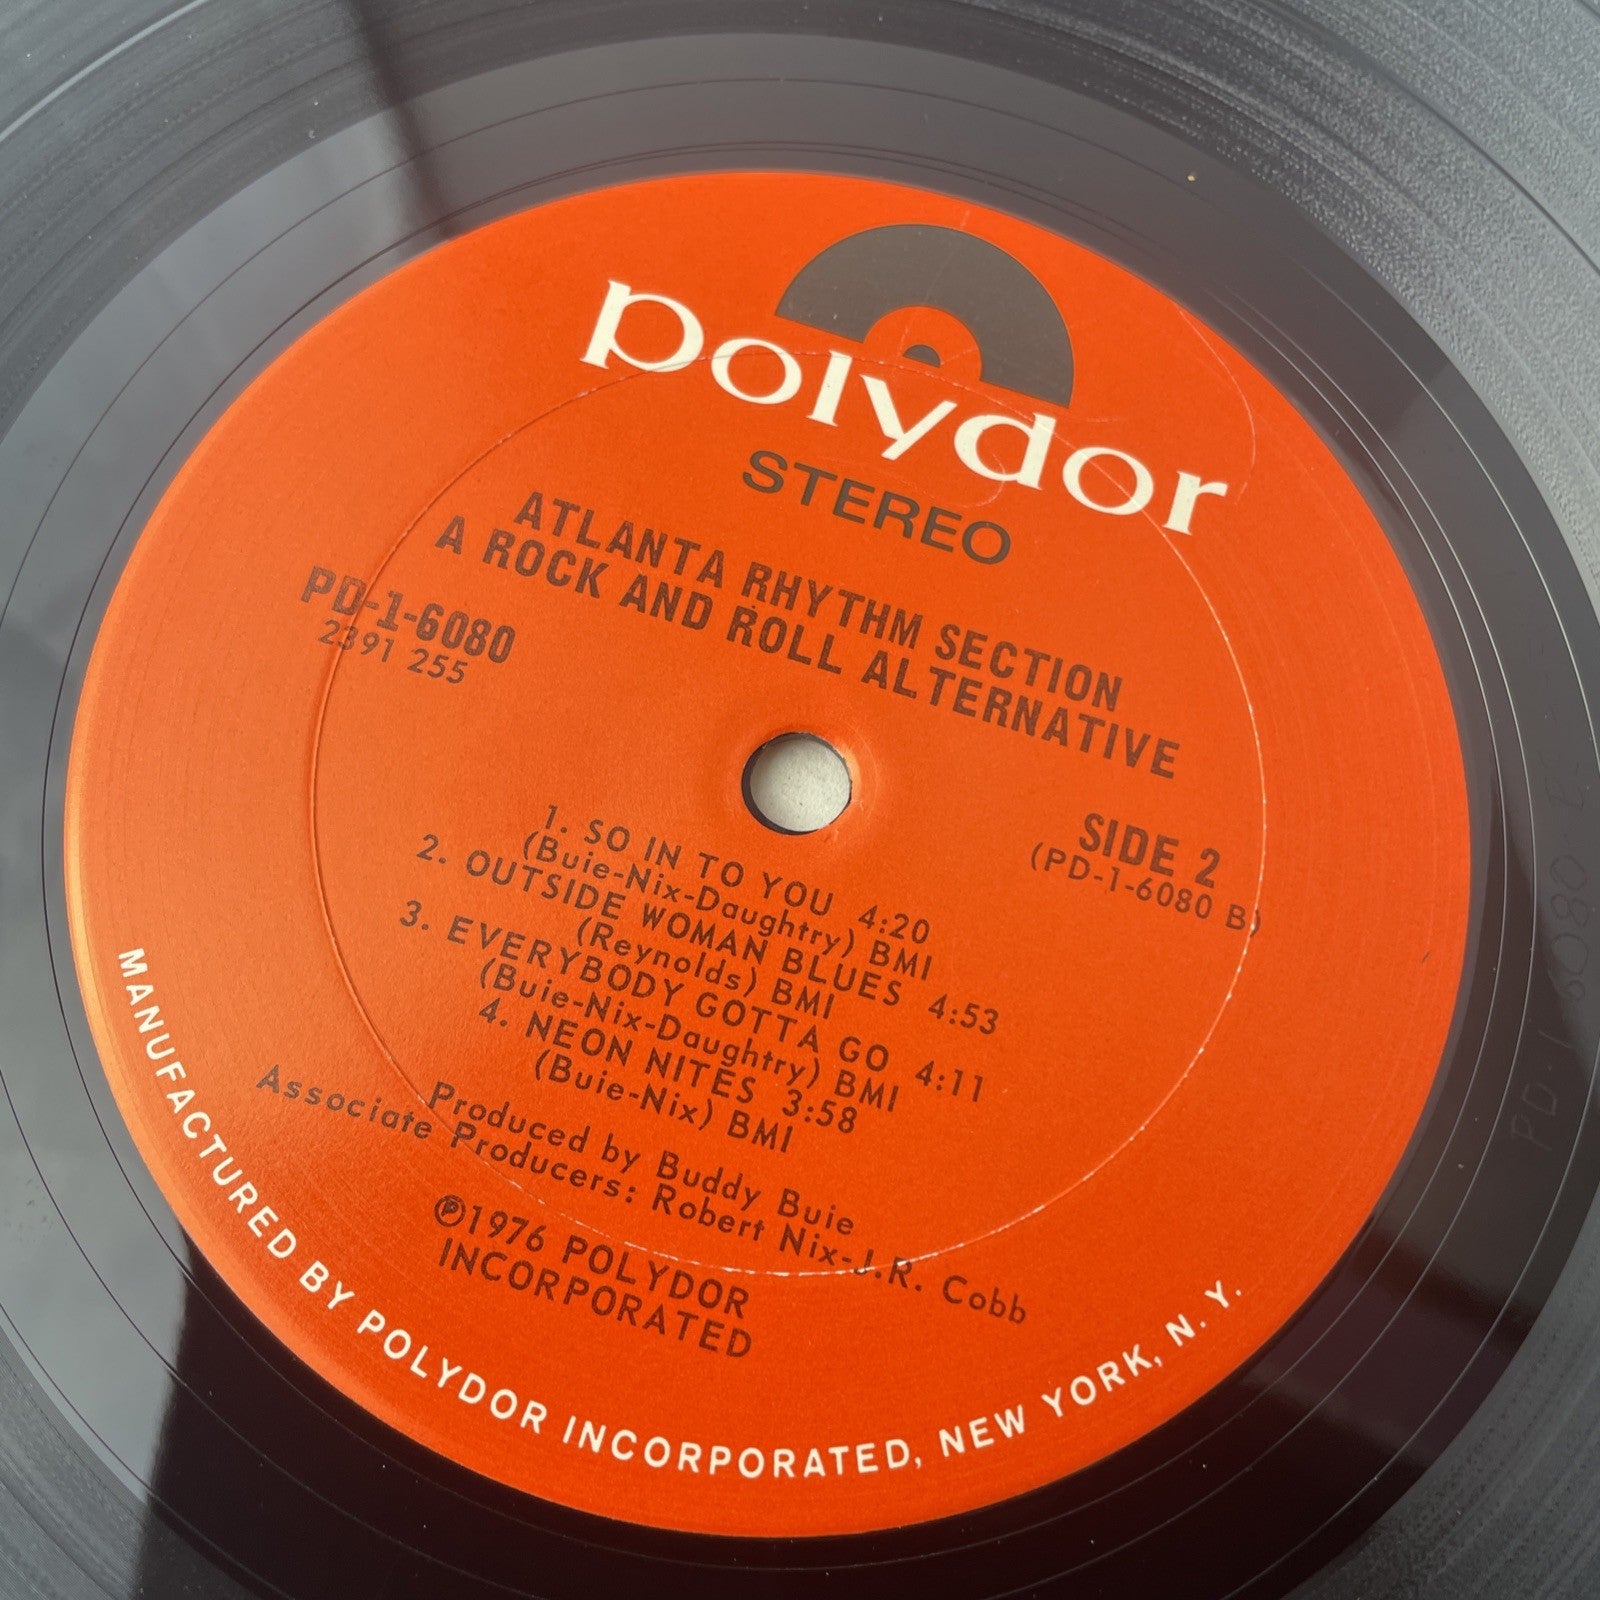 polydor
STEREO
ATLANTA RHYTHM SECTION
A ROCK AND ROLL ALTERNATIVE
PD-1-6080
2391 255
SIDE 2
(PD-1-6080 B)
1. SO IN TO YOU 4:20
(Buie-Nix-Daughtry) BMI
2. OUTSIDE WOMAN BLUES 4:53
(Reynolds) BMI
3. EVERYBODY GOTTA GO 4:11
(Buie-Nix-Daughtry) BMI
4. NEON NITES 3:58
(Buie-Nix) BMI
Produced by Buddy Buie
Associate Producers: Robert Nix-J.R. Cobb
℗1976 POLYDOR
INCORPORATED
MANUFACTURED BY POLYDOR INCORPORATED, NEW YORK, N. Y.